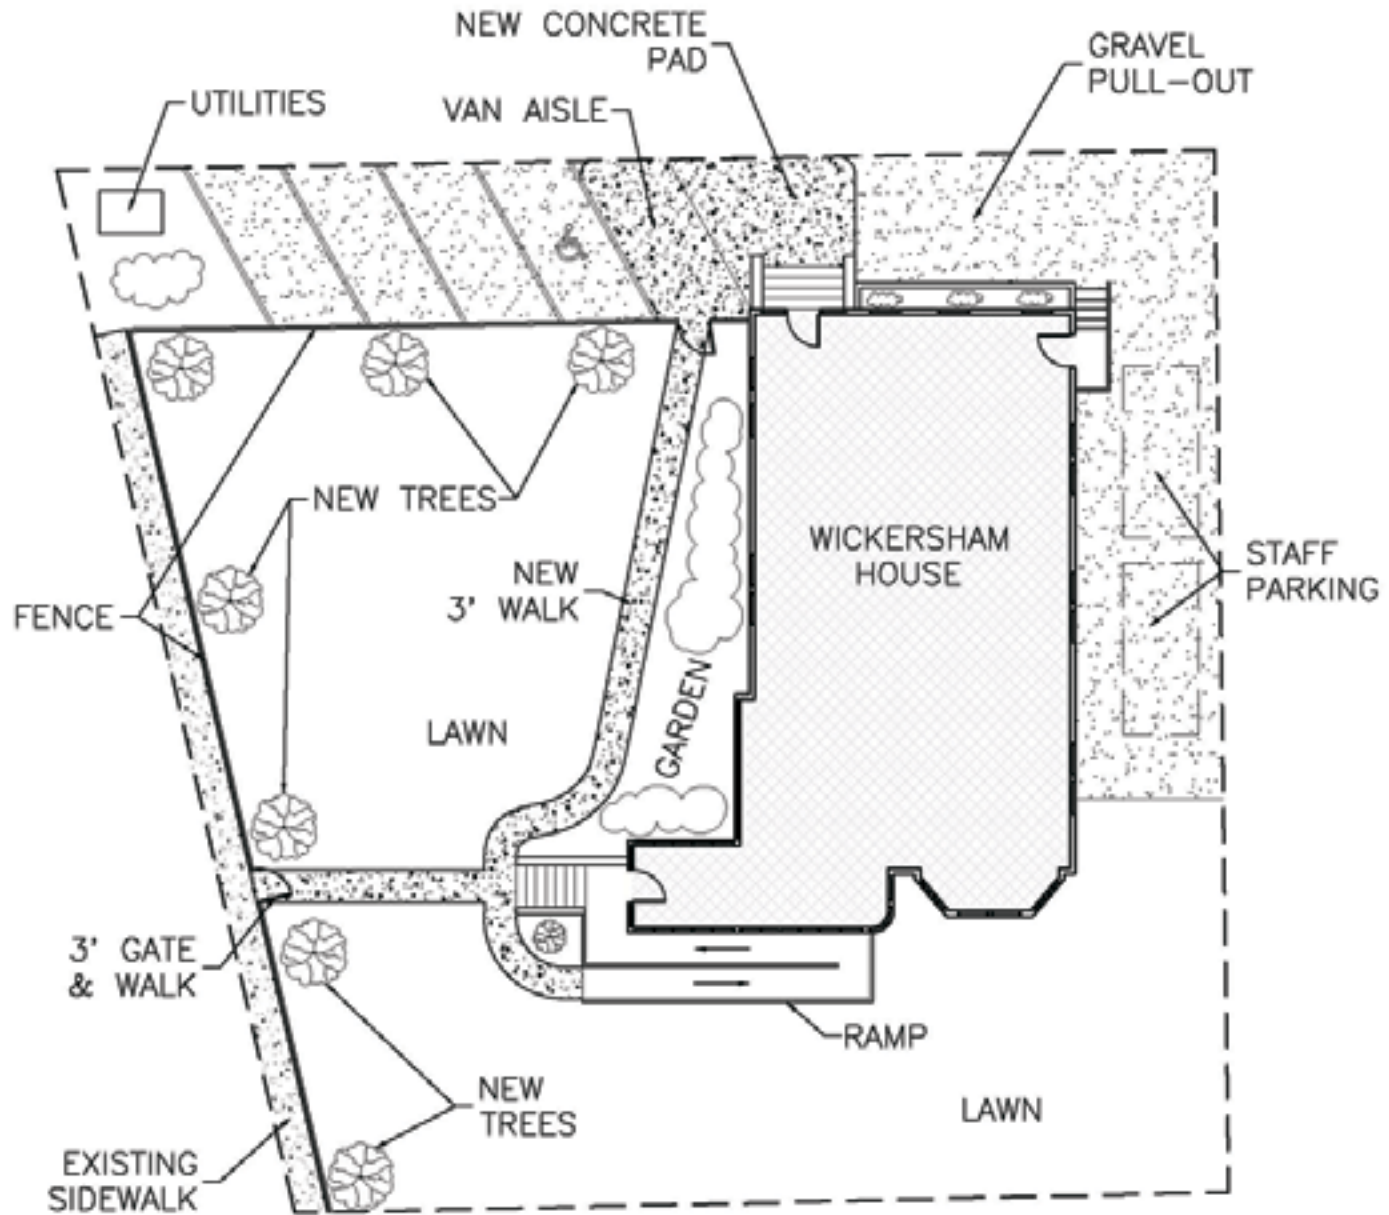 NEW CONCRETE
PAD
GRAVEL
PULL-OUT
UTILITIES
VAN AISLE
NEW TREES
WICKERSHAM
HOUSE
STAFF
PARKING
NEW
3' WALK
FENCE
GARDEN
LAWN
3' GATE
& WALK
RAMP
NEW
TREES
LAWN
EXISTING
SIDEWALK